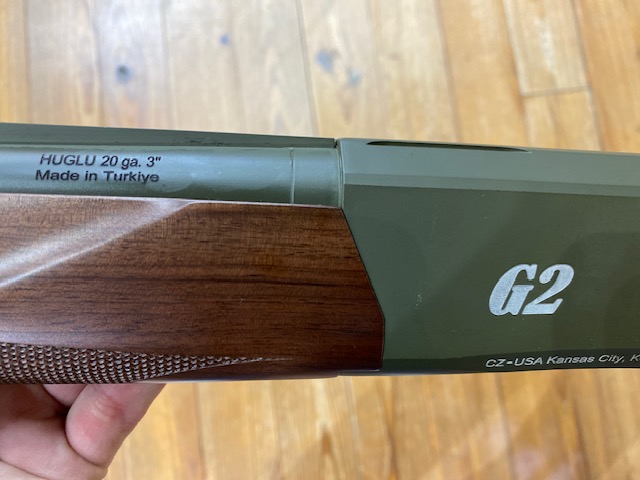 HUGLU 20 ga. 3"
Made in Turkiye
G2
CZ-USA Kansas City, K